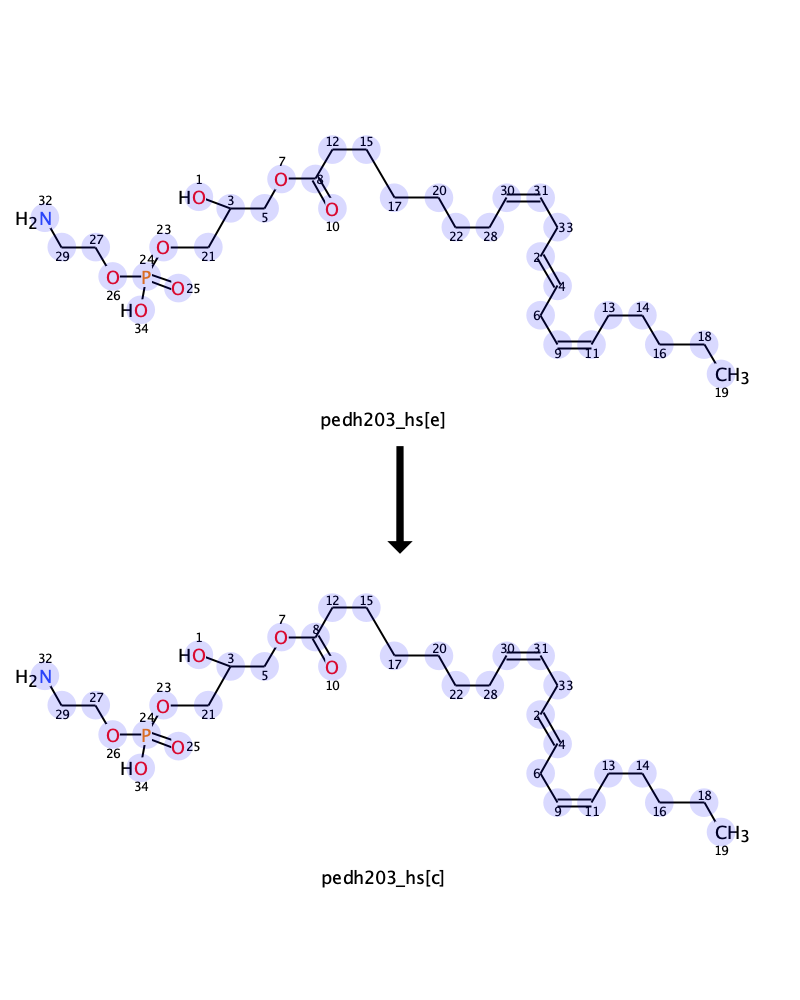 12 15
7 8
1 O 30 31
HO 3 20
32 5 O 17
H2N 23 10 22 28 33
27 O 21 2
29 24 4
O P O 25
26 6 13 14
HO 18
34 9 11 16
CH3
19
pedh203_hs[e]
12 15
7 8
1 O 30 31
HO 3 20
32 5 O 17
H2N 23 10 22 28 33
27 O 21 2
29 24 4
O P O 25
26 6 13 14
HO 18
34 9 11 16
CH3
19
pedh203_hs[c]